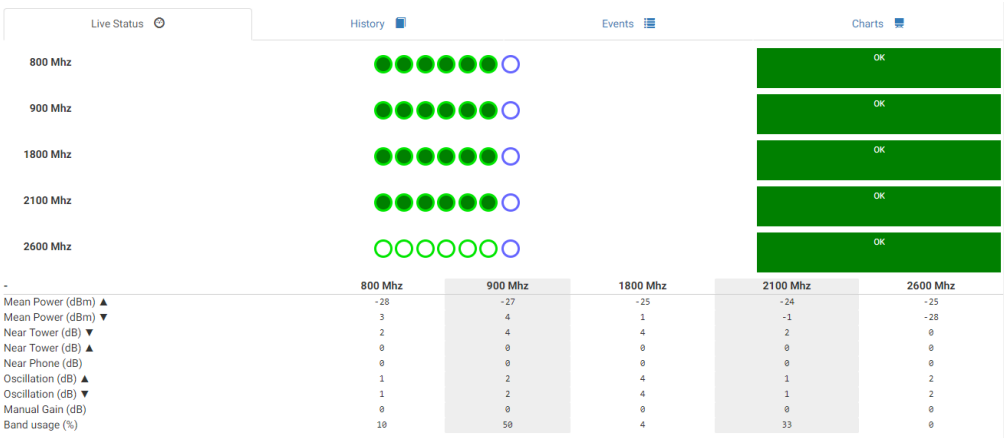 Live Status History Events Charts
800 Mhz OK
900 Mhz OK
1800 Mhz OK
2100 Mhz OK
2600 Mhz OK
- 800 Mhz 900 Mhz 1800 Mhz 2100 Mhz 2600 Mhz
Mean Power (dBm) ▲ -28 -27 -25 -24 -25
Mean Power (dBm) ▼ 3 4 1 -1 -28
Near Tower (dB) ▼ 2 4 4 2 0
Near Tower (dB) ▲ 0 0 0 0 0
Near Phone (dB) 0 0 0 0 0
Oscillation (dB) ▲ 1 2 4 1 2
Oscillation (dB) ▼ 1 2 4 1 2
Manual Gain (dB) 0 0 0 0 0
Band usage (%) 10 50 4 33 0